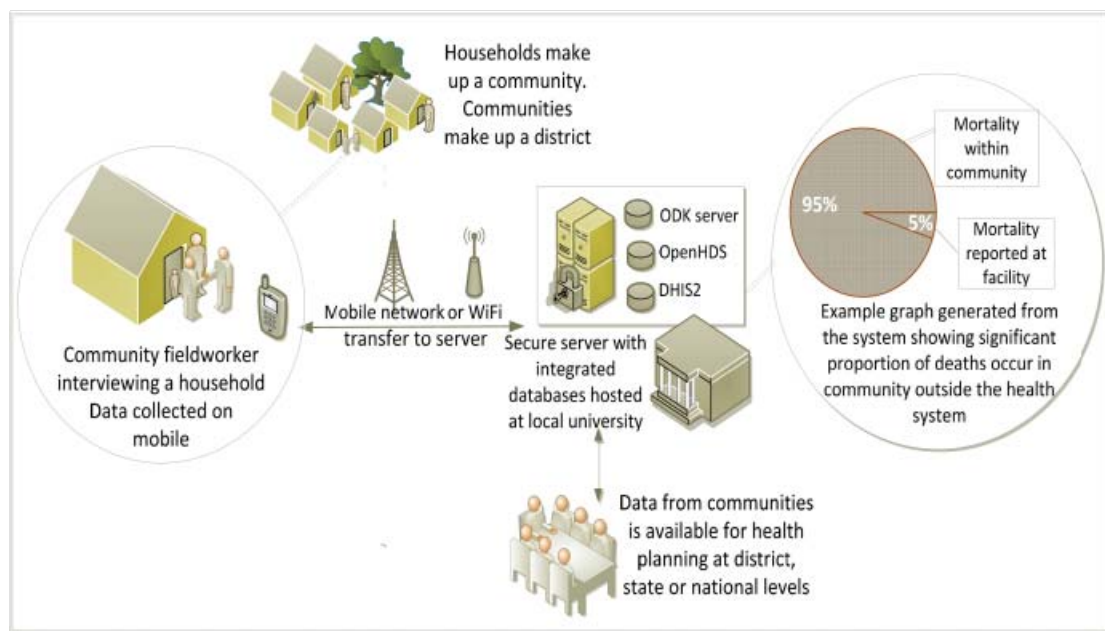 Households make
up a community.
Communities
make up a district
Community fieldworker
interviewing a household
Data collected on
mobile
Mobile network or WiFi
transfer to server
ODK server
OpenHDS
DHIS2
Secure server with
integrated
databases hosted
at local university
Data from communities
is available for health
planning at district,
state or national levels
95%
5%
Mortality
within
community
Mortality
reported at
facility
Example graph generated from
the system showing significant
proportion of deaths occur in
community outside the health
system